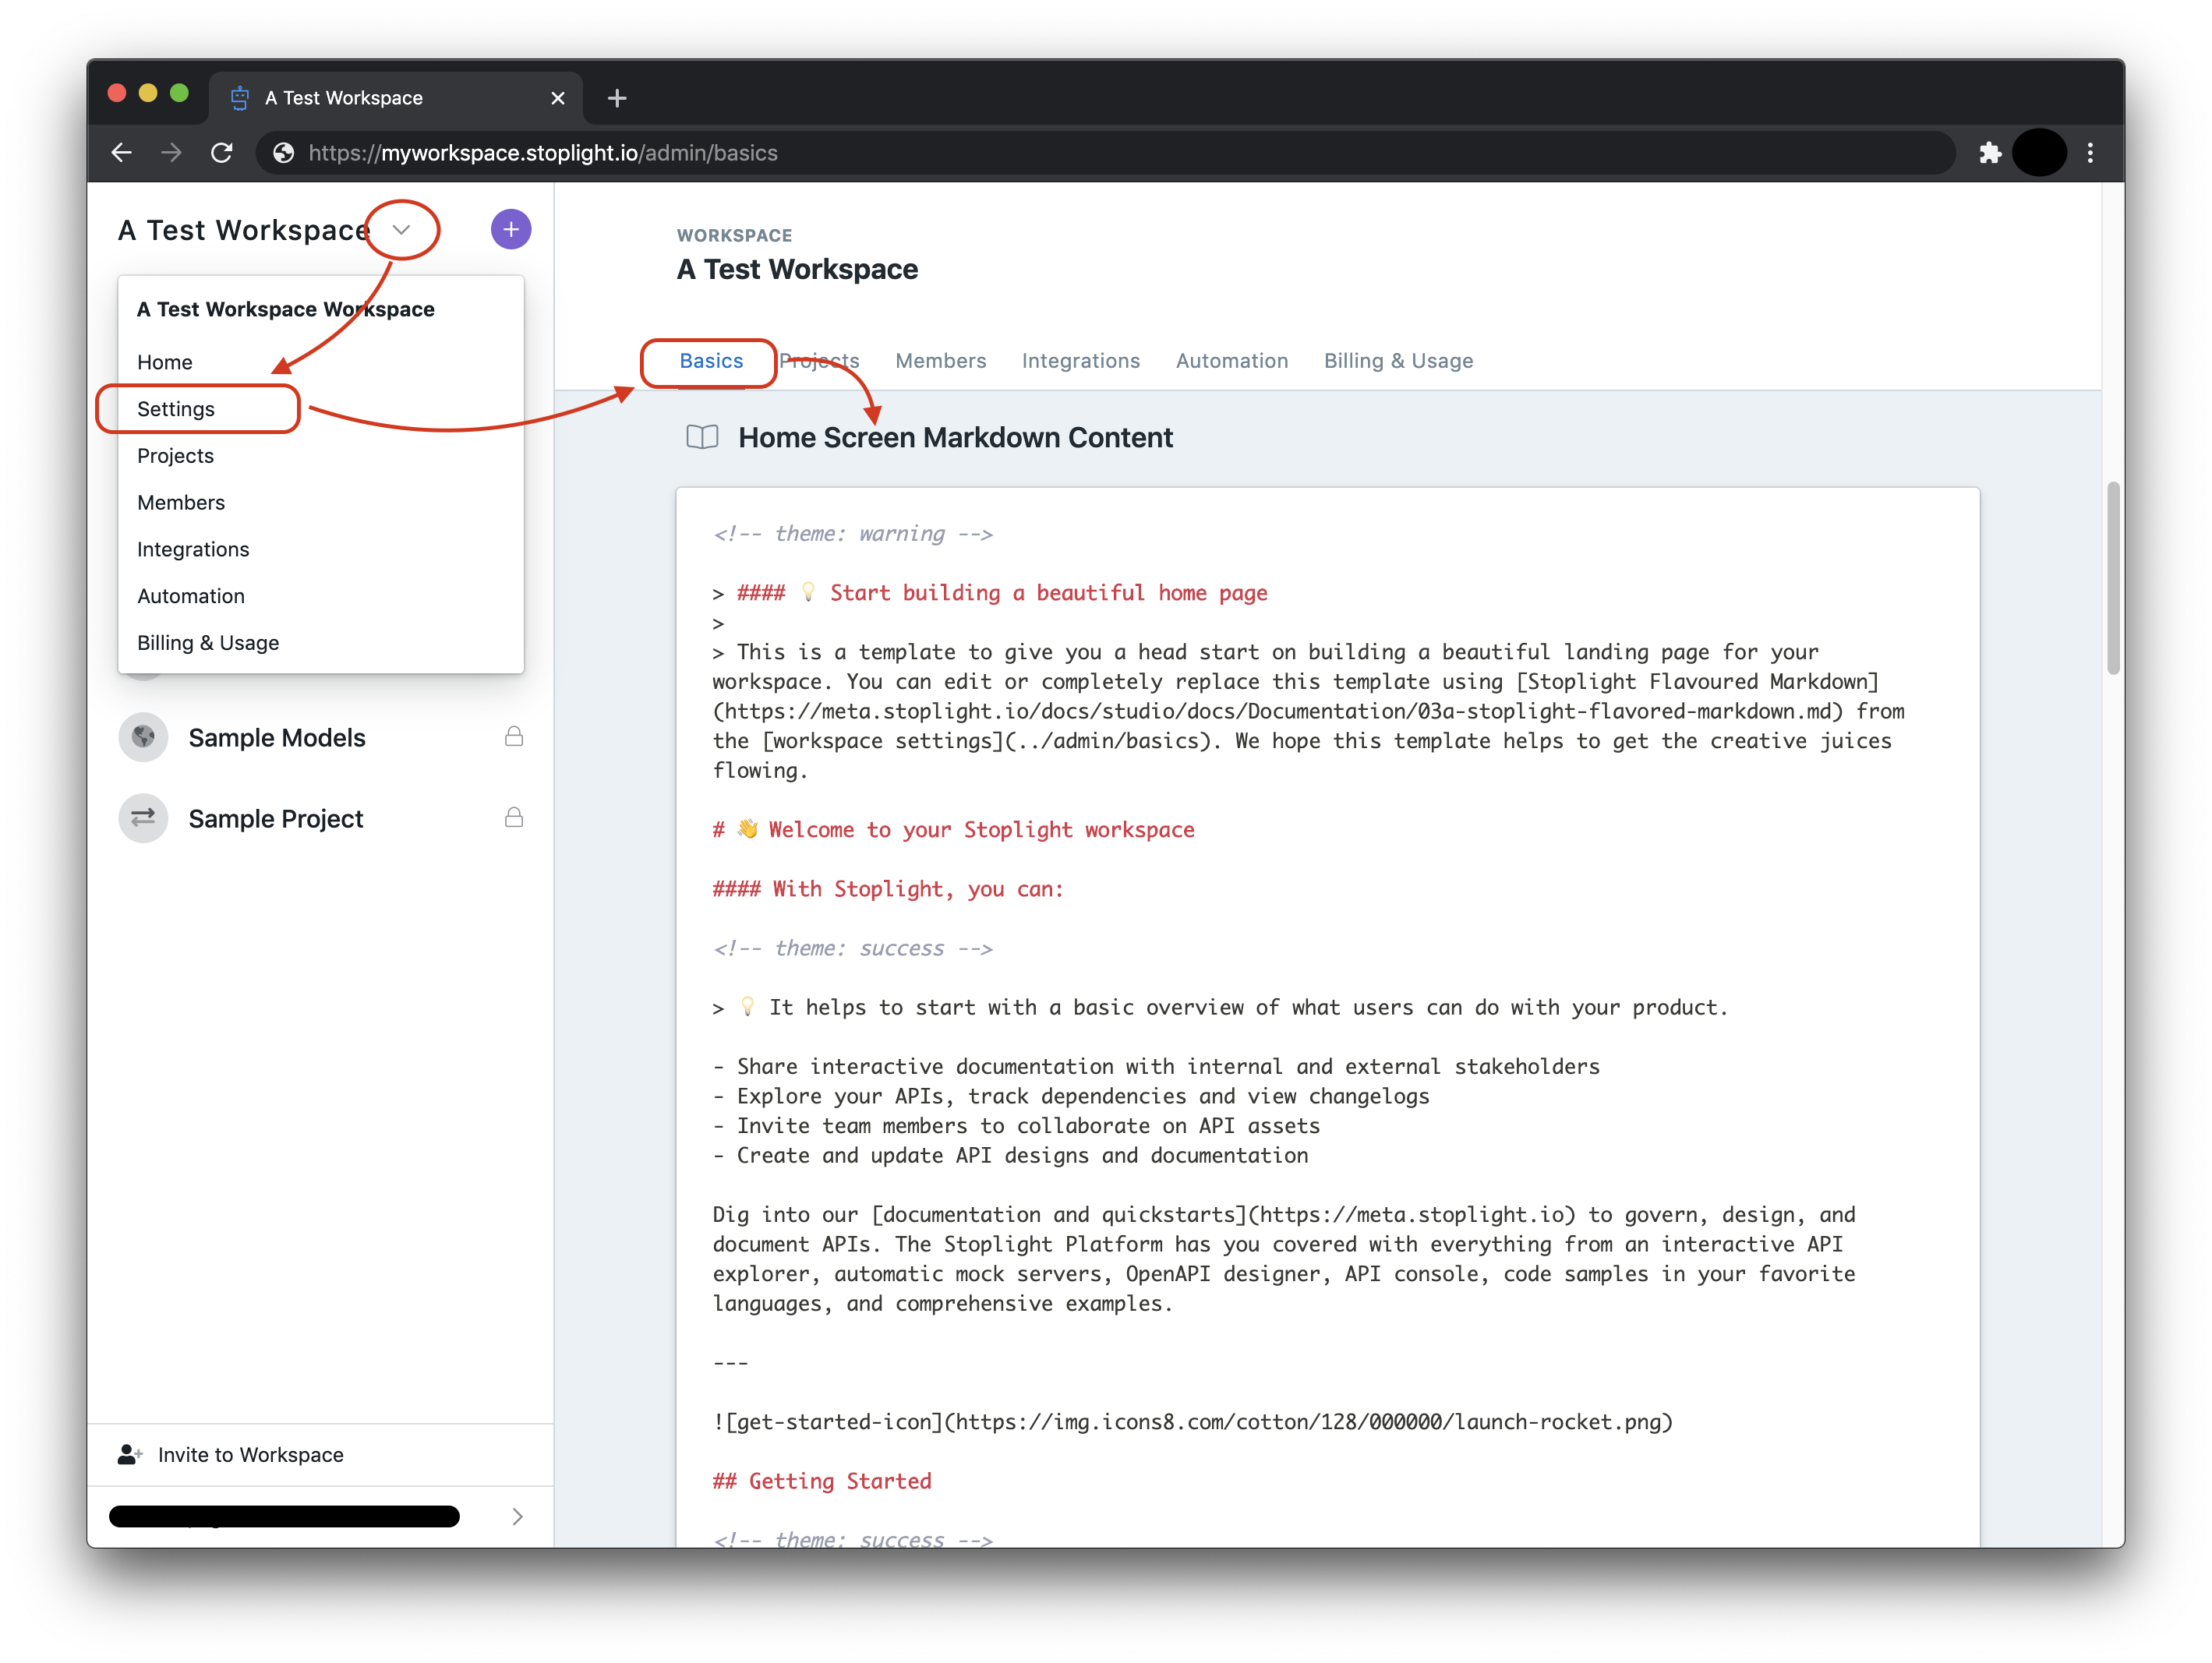 A Test Workspace
https://myworkspace.stoplight.io/admin/basics
A Test Workspace
A Test Workspace Workspace
Home
Settings
Projects
Members
Integrations
Automation
Billing & Usage
Sample Models
Sample Project
Invite to Workspace
WORKSPACE
A Test Workspace
Basics Projects Members Integrations Automation Billing & Usage
Home Screen Markdown Content
<!-- theme: warning -->
> #### 💡 Start building a beautiful home page
>
> This is a template to give you a head start on building a beautiful landing page for your
workspace. You can edit or completely replace this template using [Stoplight Flavoured Markdown]
(https://meta.stoplight.io/docs/studio/docs/Documentation/03a-stoplight-flavored-markdown.md) from
the [workspace settings](../admin/basics). We hope this template helps to get the creative juices
flowing.
# 👋 Welcome to your Stoplight workspace
#### With Stoplight, you can:
<!-- theme: success -->
> 💡 It helps to start with a basic overview of what users can do with your product.
- Share interactive documentation with internal and external stakeholders
- Explore your APIs, track dependencies and view changelogs
- Invite team members to collaborate on API assets
- Create and update API designs and documentation
Dig into our [documentation and quickstarts](https://meta.stoplight.io) to govern, design, and
document APIs. The Stoplight Platform has you covered with everything from an interactive API
explorer, automatic mock servers, OpenAPI designer, API console, code samples in your favorite
languages, and comprehensive examples.
---
![get-started-icon](https://img.icons8.com/cotton/128/000000/launch-rocket.png)
## Getting Started
<!-- theme: success -->